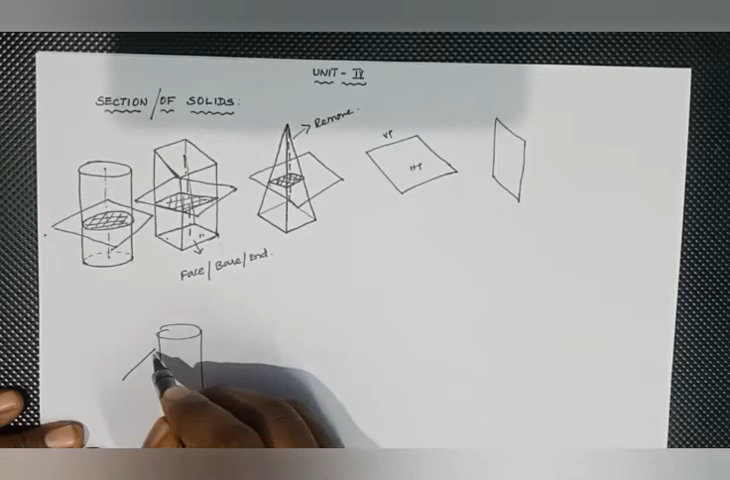 UNIT - IV
SECTION / OF SOLIDS:
Remove.
VP
HP
Face / Base / End.